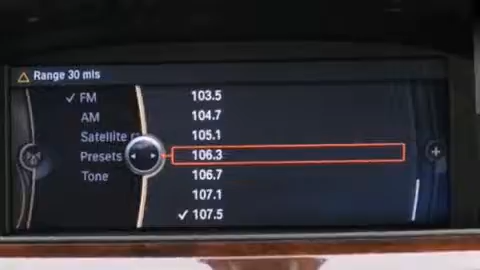 Range 30 mls
✓ FM
AM
Satellite
Presets
Tone
103.5
104.7
105.1
106.3
106.7
107.1
✓ 107.5